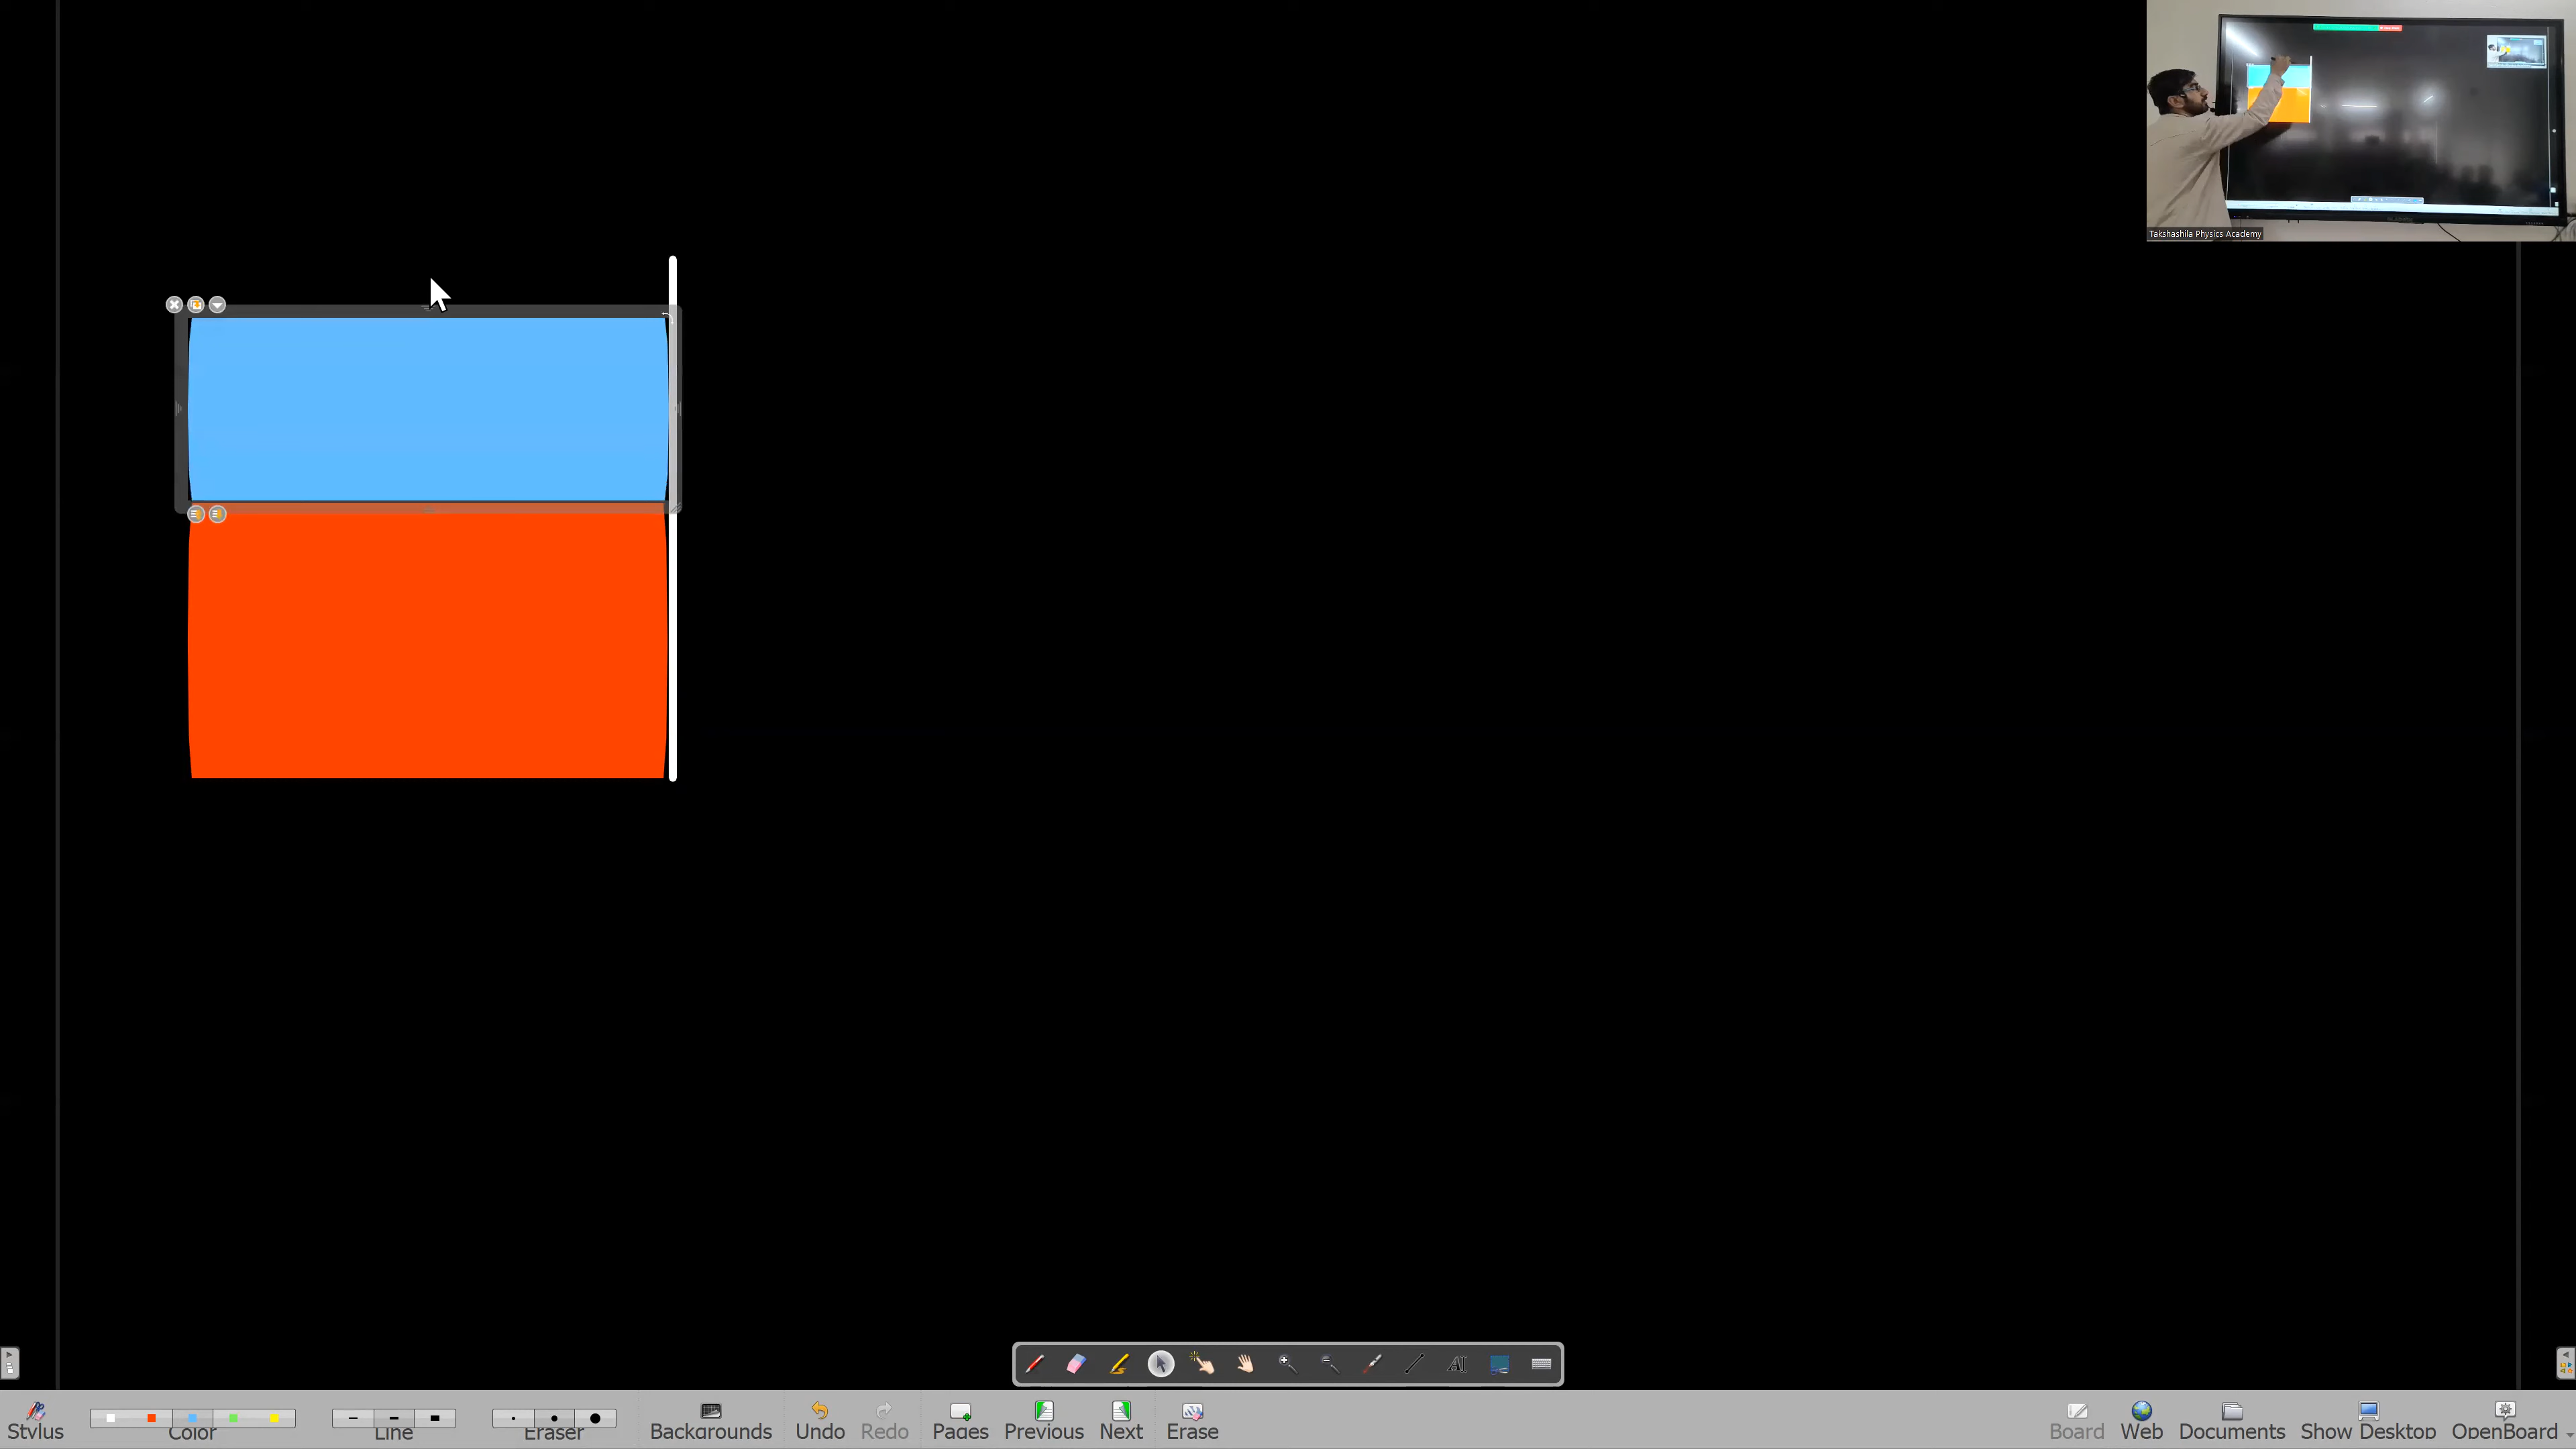 Takshashila Physics Academy
Stylus
Color
Line
Eraser
Backgrounds
Undo
Redo
Pages
Previous
Next
Erase
Board
Web
Documents
Show Desktop
OpenBoard
AI